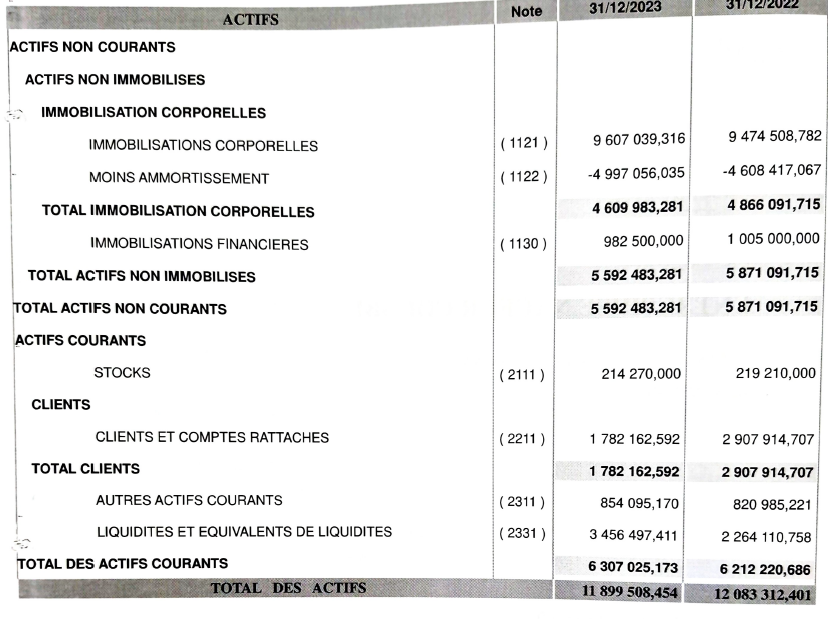 ACTIFS Note 31/12/2023 31/12/2022
ACTIFS NON COURANTS
ACTIFS NON IMMOBILISES
IMMOBILISATION CORPORELLES
IMMOBILISATIONS CORPORELLES ( 1121 ) 9 607 039,316 9 474 508,782
MOINS AMMORTISSEMENT ( 1122 ) -4 997 056,035 -4 608 417,067
TOTAL IMMOBILISATION CORPORELLES 4 609 983,281 4 866 091,715
IMMOBILISATIONS FINANCIERES ( 1130 ) 982 500,000 1 005 000,000
TOTAL ACTIFS NON IMMOBILISES 5 592 483,281 5 871 091,715
TOTAL ACTIFS NON COURANTS 5 592 483,281 5 871 091,715
ACTIFS COURANTS
STOCKS ( 2111 ) 214 270,000 219 210,000
CLIENTS
CLIENTS ET COMPTES RATTACHES ( 2211 ) 1 782 162,592 2 907 914,707
TOTAL CLIENTS 1 782 162,592 2 907 914,707
AUTRES ACTIFS COURANTS ( 2311 ) 854 095,170 820 985,221
LIQUIDITES ET EQUIVALENTS DE LIQUIDITES ( 2331 ) 3 456 497,411 2 264 110,758
TOTAL DES ACTIFS COURANTS 6 307 025,173 6 212 220,686
TOTAL DES ACTIFS 11 899 508,454 12 083 312,401